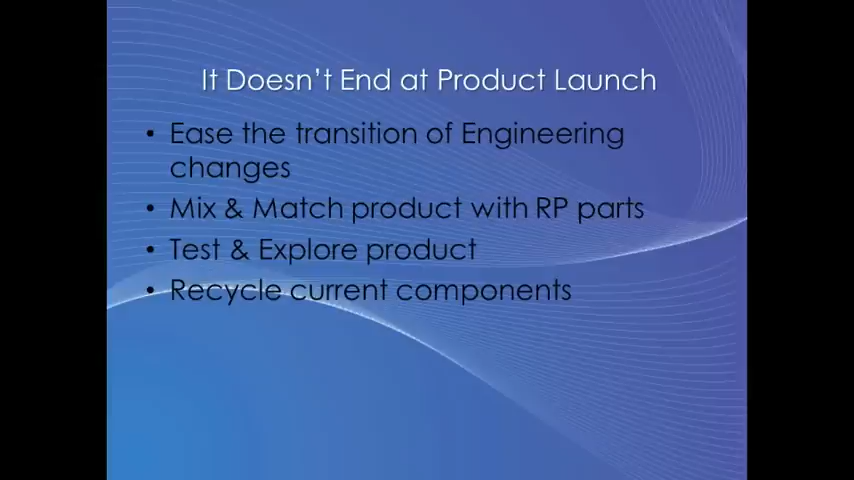 It Doesn't End at Product Launch
• Ease the transition of Engineering
changes
• Mix & Match product with RP parts
• Test & Explore product
• Recycle current components